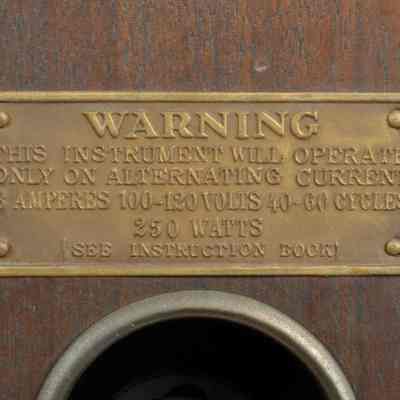 WARNING
THIS INSTRUMENT WILL OPERATE
ONLY ON ALTERNATING CURRENT
AMPERES 100-120 VOLTS 40-60 CYCLES
250 WATTS
(SEE INSTRUCTION BOOK)